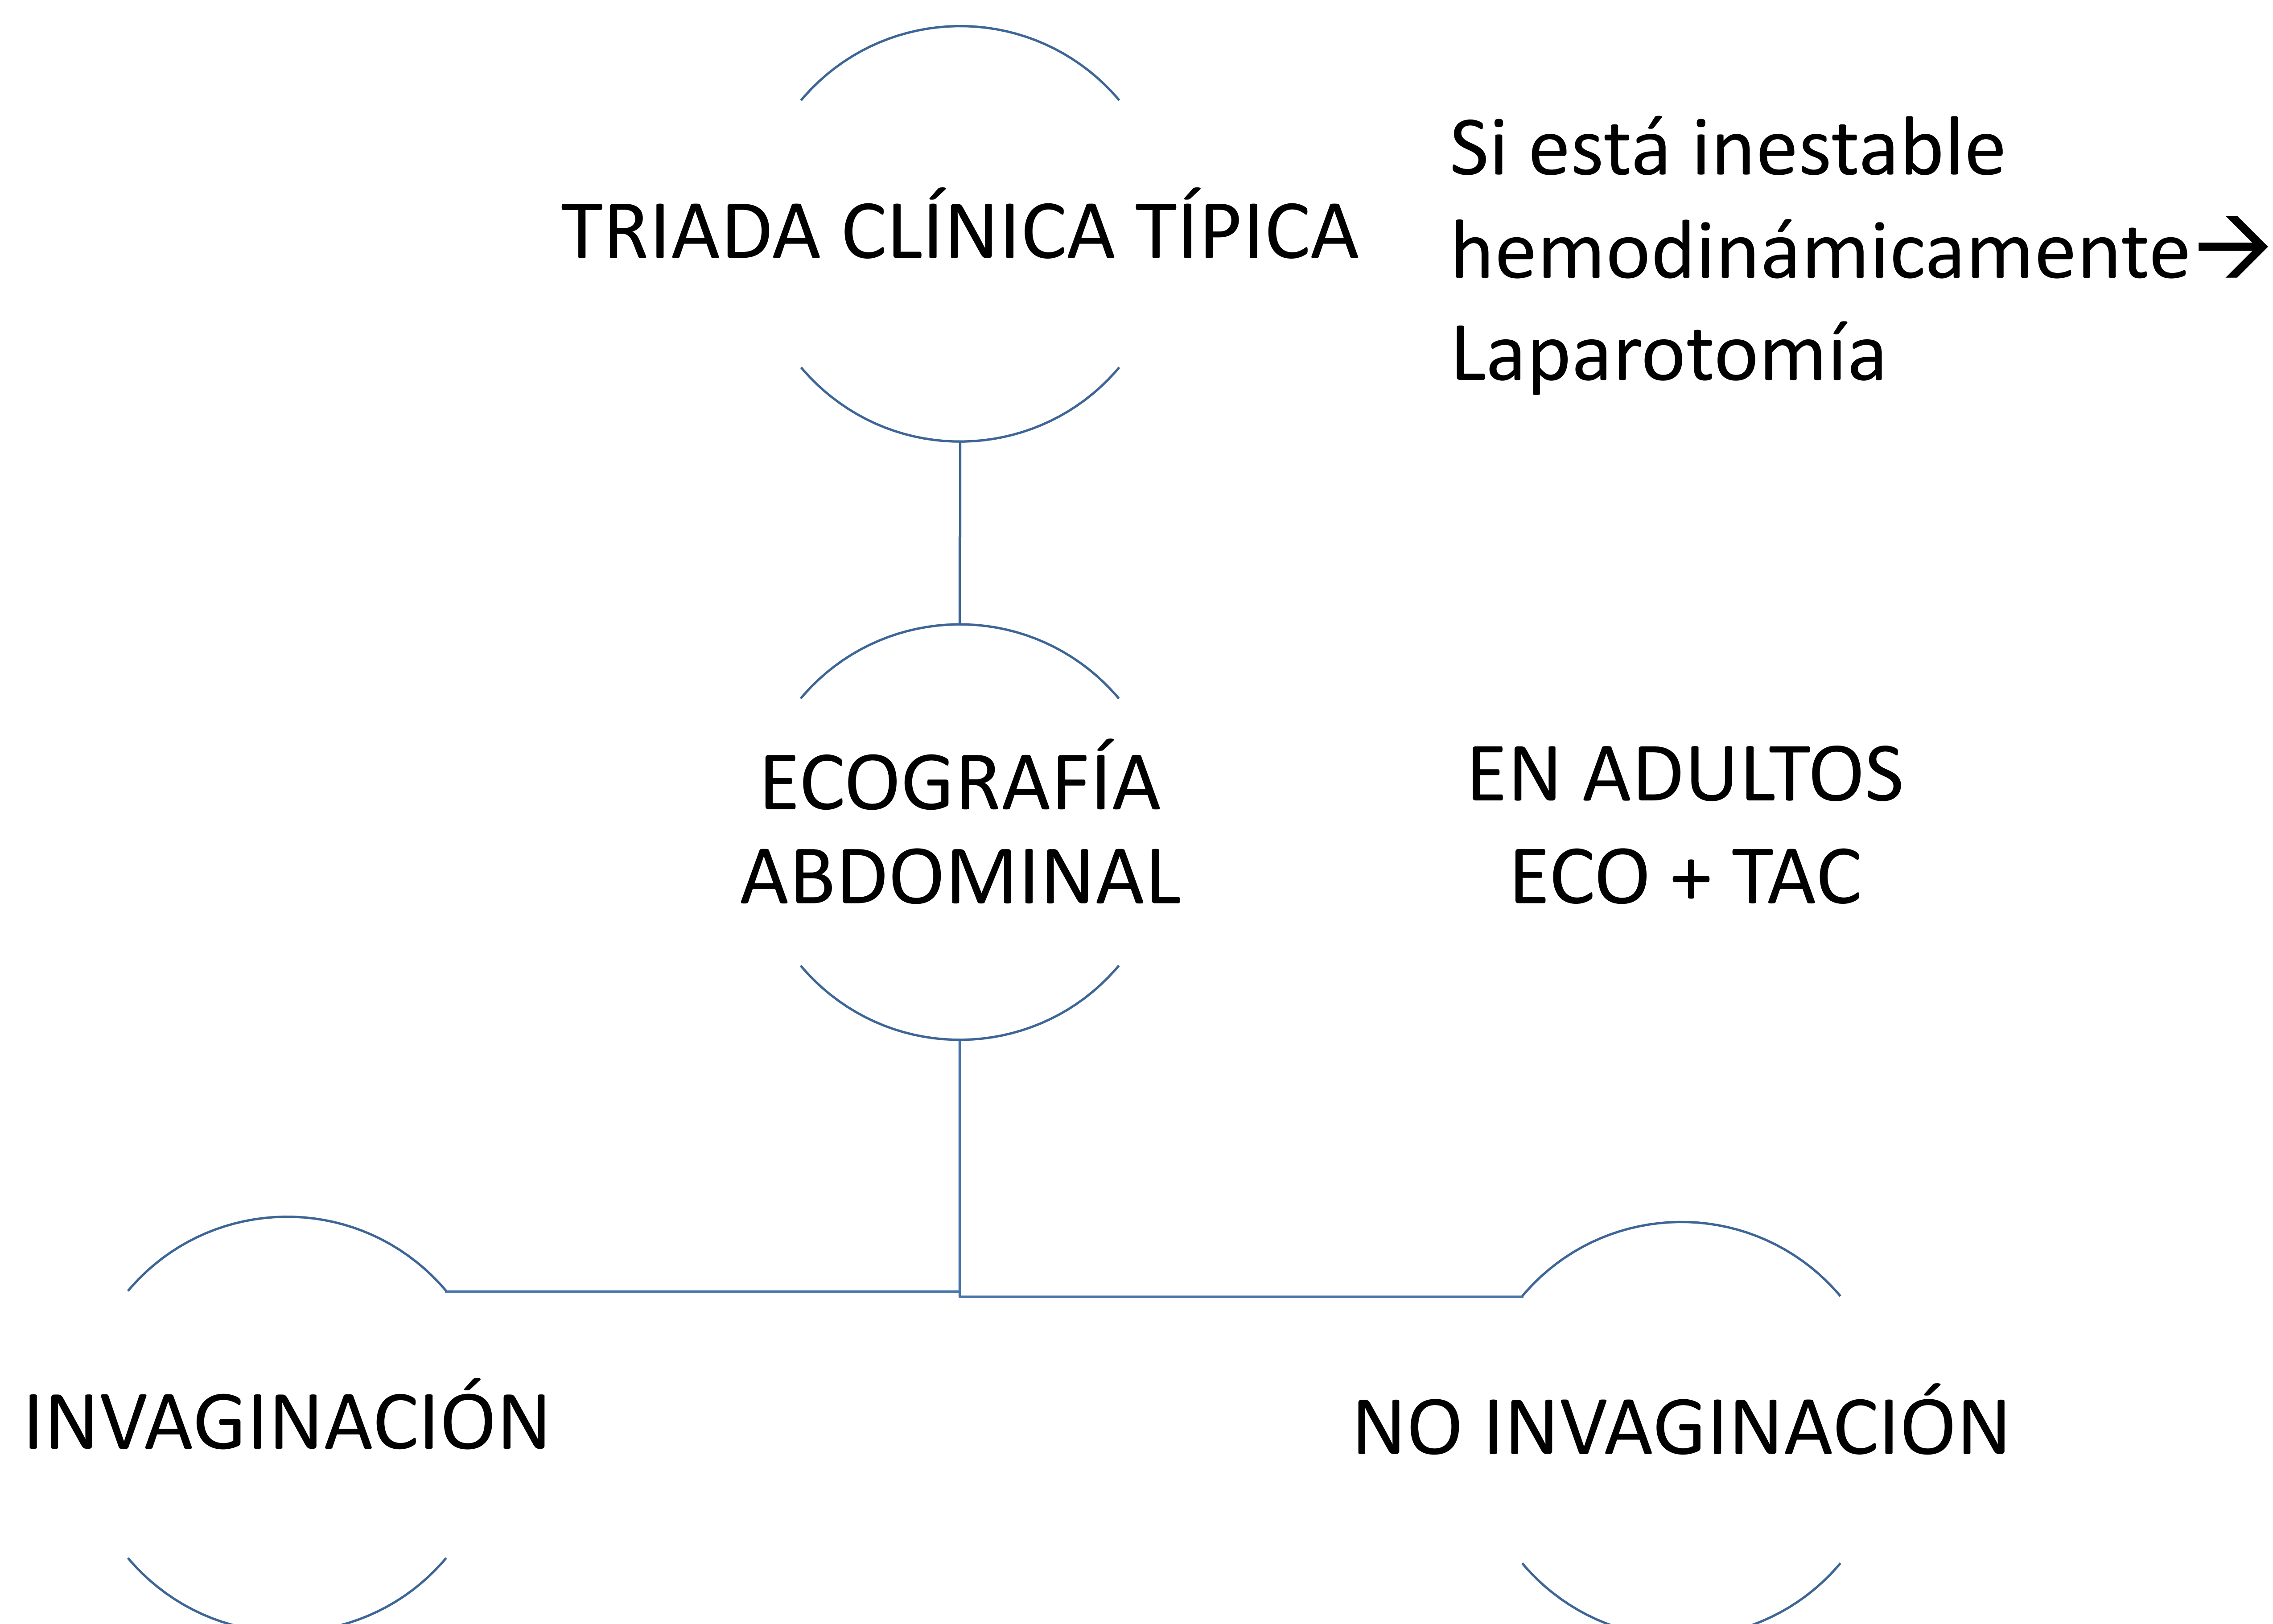 TRIADA CLÍNICA TÍPICA
Si está inestable
hemodinámicamente→
Laparotomía
ECOGRAFÍA
ABDOMINAL
EN ADULTOS
ECO + TAC
INVAGINACIÓN
NO INVAGINACIÓN